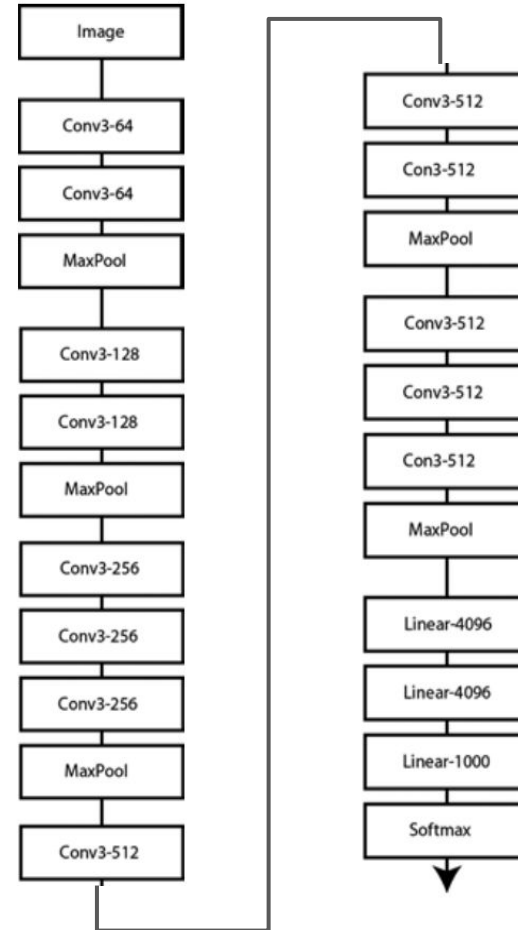 Image
Conv3-64
Conv3-64
MaxPool
Conv3-128
Conv3-128
MaxPool
Conv3-256
Conv3-256
Conv3-256
MaxPool
Conv3-512
Conv3-512
Con3-512
MaxPool
Conv3-512
Conv3-512
Con3-512
MaxPool
Linear-4096
Linear-4096
Linear-1000
Softmax